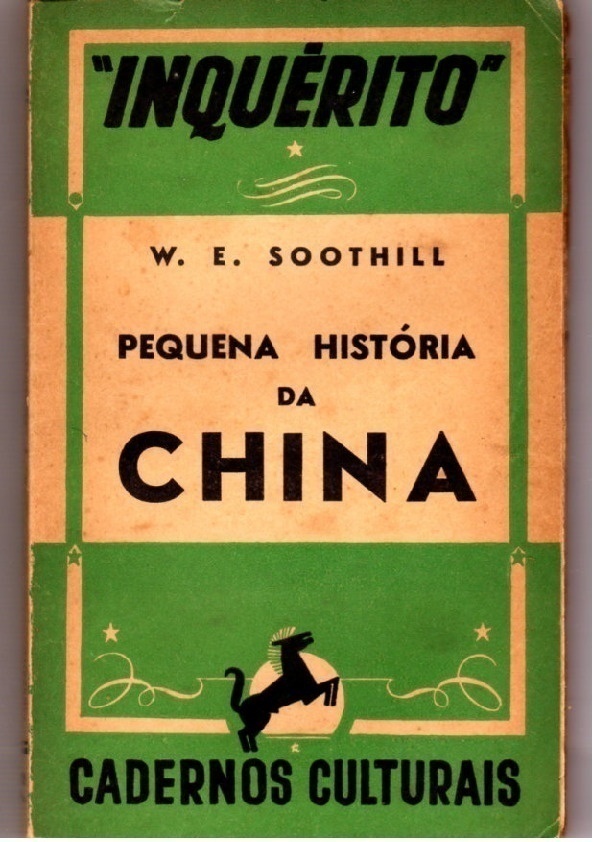 "INQUÉRITO"
W. E. SOOTHILL
PEQUENA HISTÓRIA
DA
CHINA
CADERNOS CULTURAIS